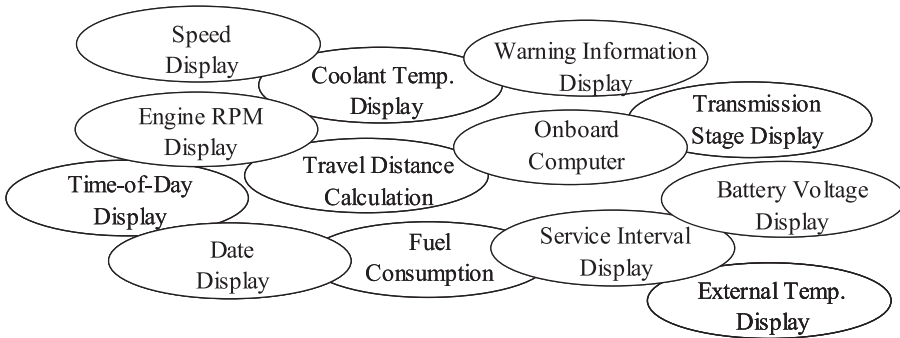 Speed
Display
Coolant Temp.
Display
Warning Information
Display
Engine RPM
Display
Onboard
Computer
Transmission
Stage Display
Time-of-Day
Display
Travel Distance
Calculation
Battery Voltage
Display
Date
Display
Fuel
Consumption
Service Interval
Display
External Temp.
Display